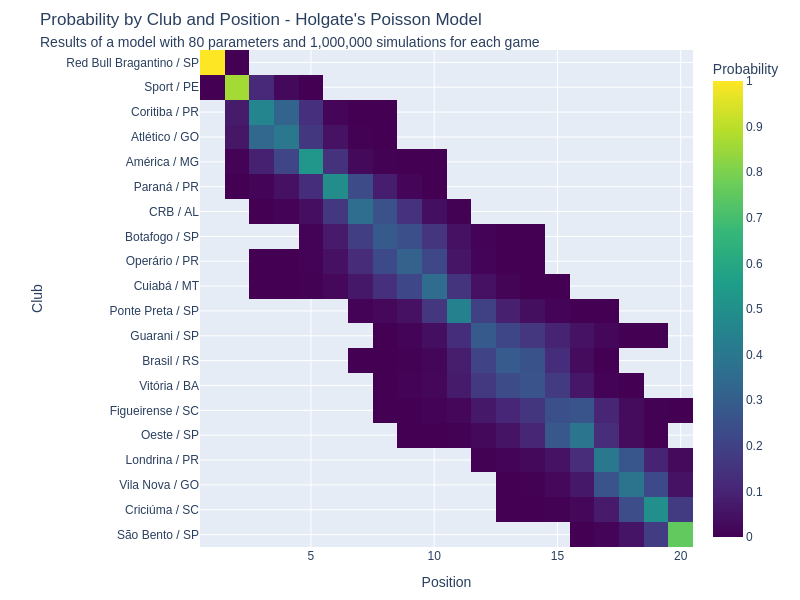 Probability by Club and Position - Holgate's Poisson Model
Results of a model with 80 parameters and 1,000,000 simulations for each game
Probability
Red Bull Bragantino / SP
Sport / PE
Coritiba / PR
Atlético / GO
América / MG
Paraná / PR
CRB / AL
Botafogo / SP
Operário / PR
Cuiabá / MT
Ponte Preta / SP
Guarani / SP
Brasil / RS
Vitória / BA
Figueirense / SC
Oeste / SP
Londrina / PR
Vila Nova / GO
Criciúma / SC
São Bento / SP
Club
5
10
15
20
Position
1
0.9
0.8
0.7
0.6
0.5
0.4
0.3
0.2
0.1
0